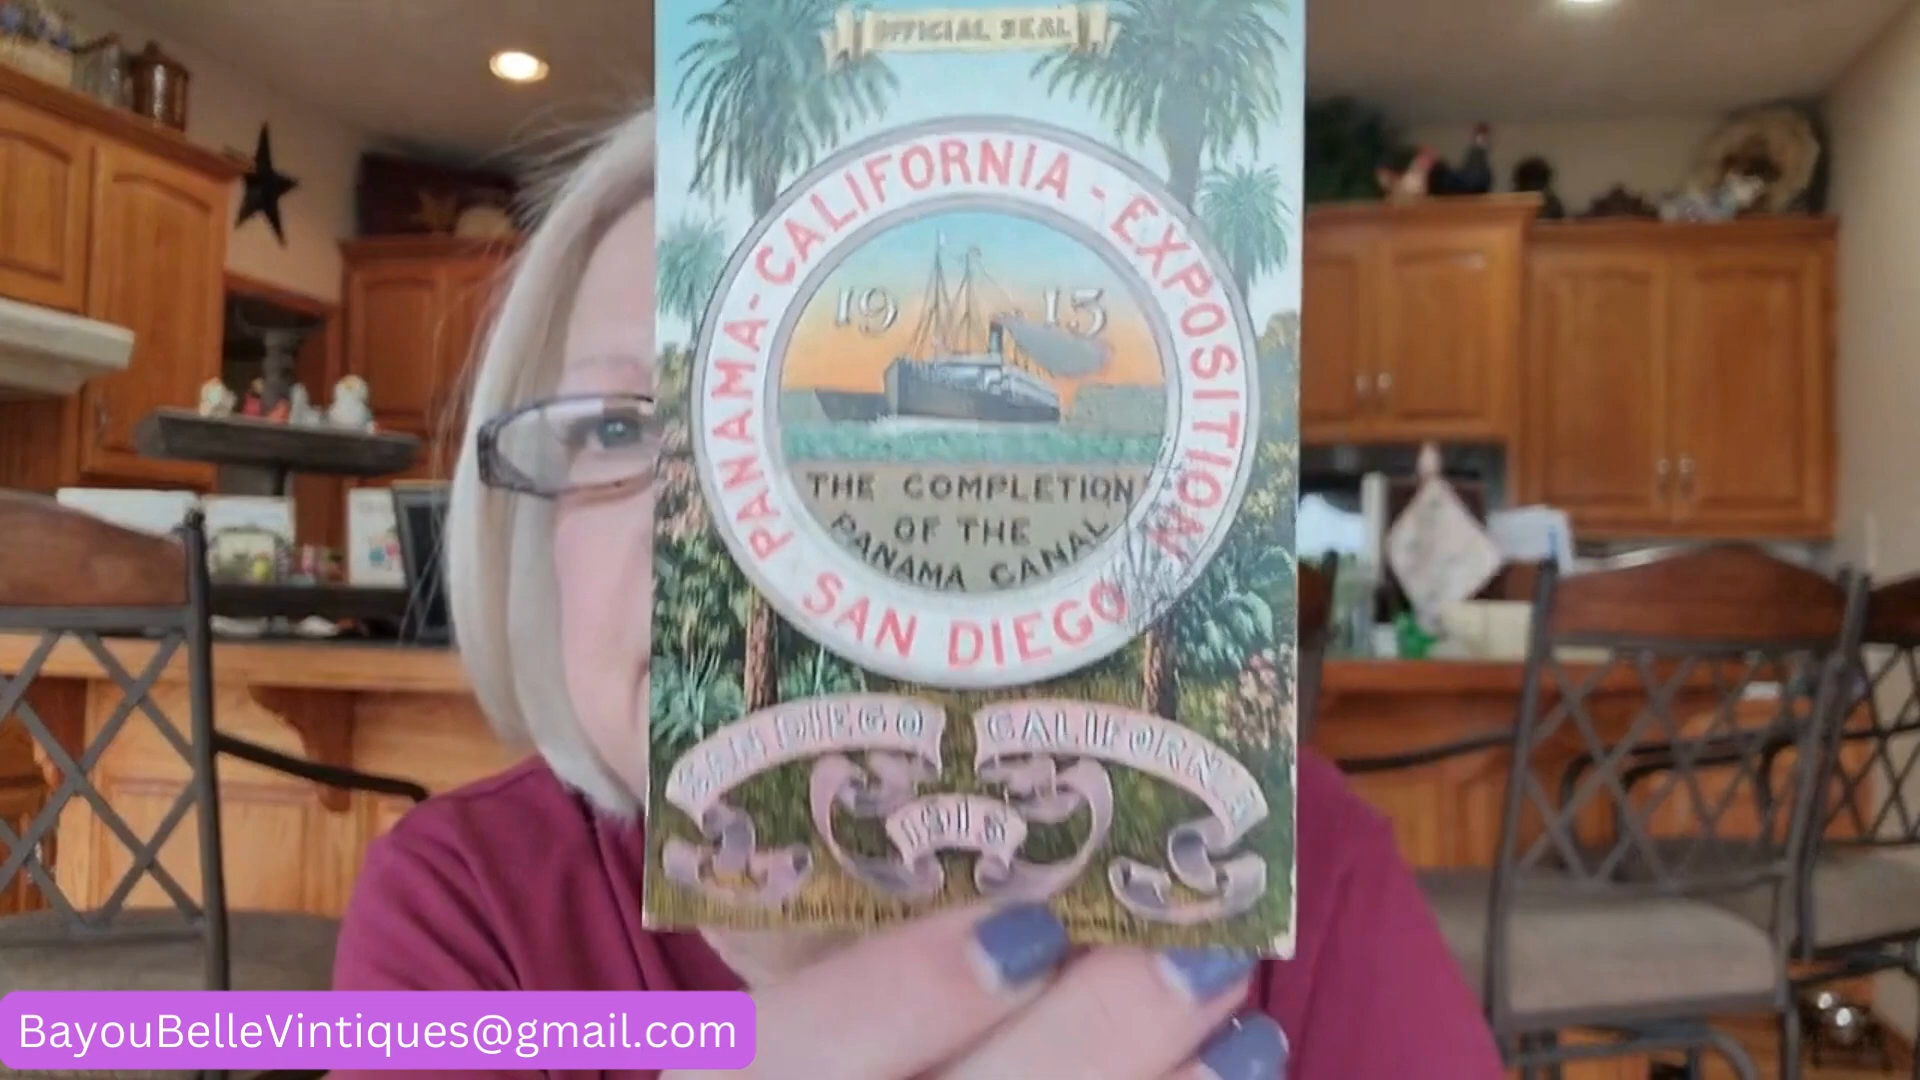 OFFICIAL SEAL
PANAMA-CALIFORNIA-EXPOSITION
1915
THE COMPLETION
OF THE
PANAMA CANAL
SAN DIEGO
SAN DIEGO CALIFORNIA
1915
BayouBelleVintiques@gmail.com